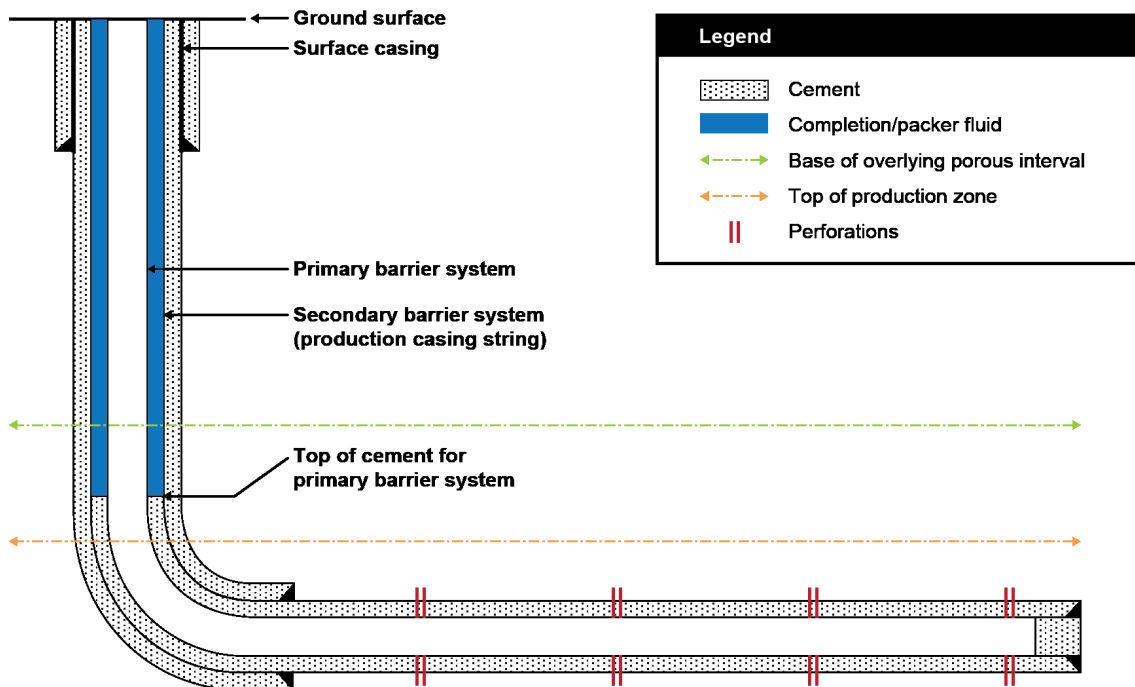 Ground surface
Surface casing
Primary barrier system
Secondary barrier system
(production casing string)
Top of cement for
primary barrier system
Legend
Cement
Completion/packer fluid
Base of overlying porous interval
Top of production zone
Perforations